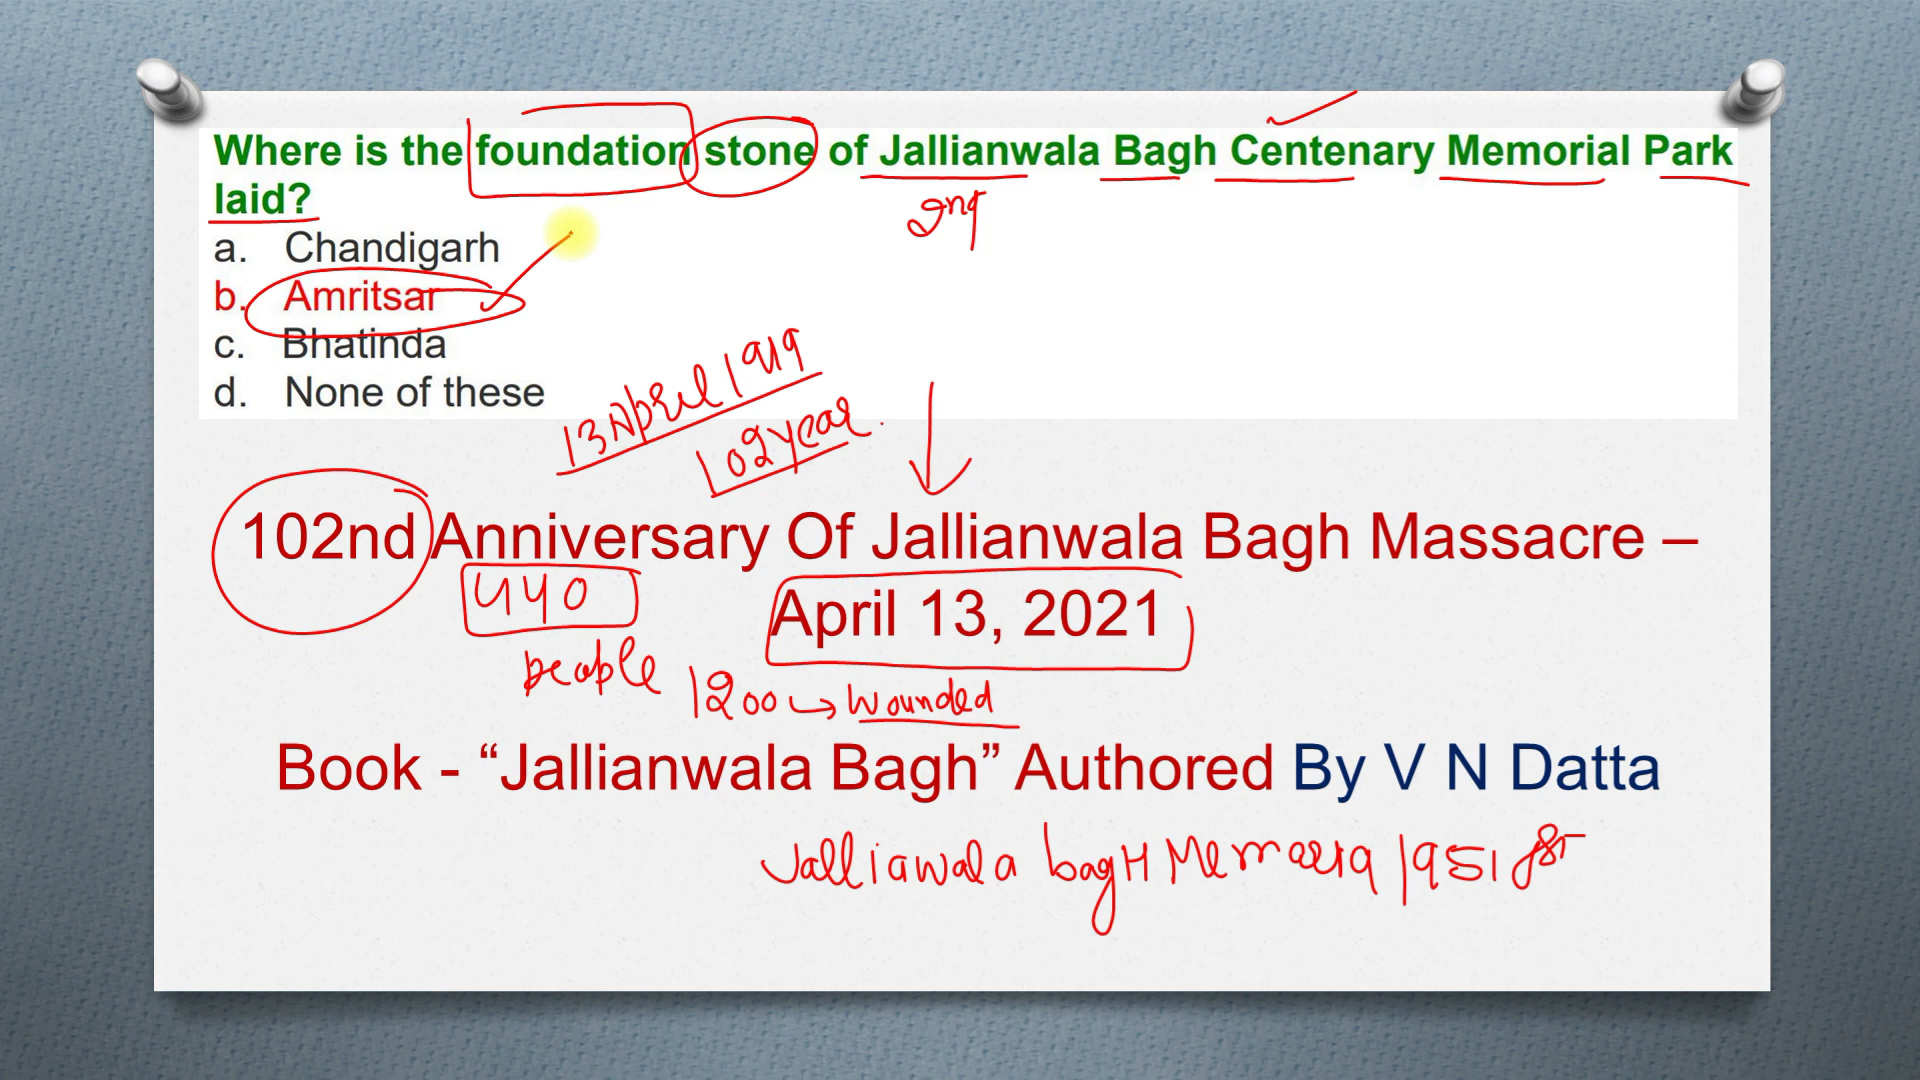 Where is the foundation stone of Jallianwala Bagh Centenary Memorial Park
laid?
2nd
a. Chandigarh
b. Amritsar
c. Bhatinda
d. None of these
13 April 1919
102 year
102nd Anniversary Of Jallianwala Bagh Massacre –
440
April 13, 2021
people
1200 → wounded
Book - “Jallianwala Bagh” Authored By V N Datta
Jalliawala bagH 1951